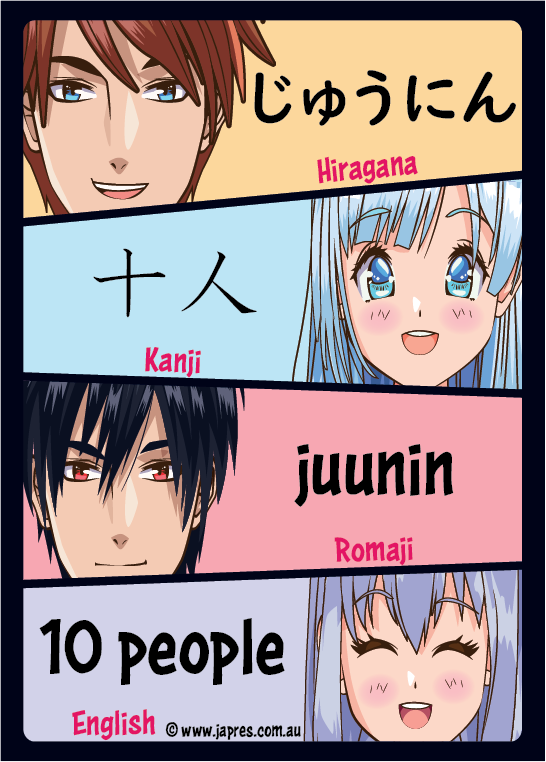 じゅうにん
Hiragana
十人
Kanji
juunin
Romaji
10 people
English © www.japres.com.au